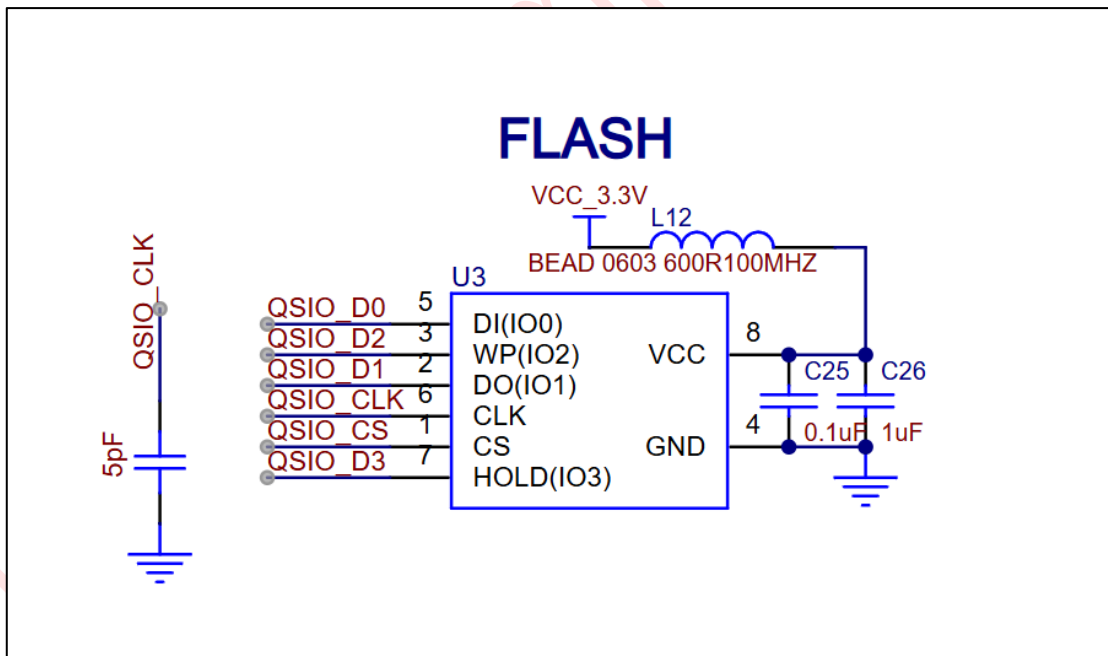 FLASH
VCC_3.3V
L12
BEAD 0603 600R100MHZ
U3
QSIO_CLK
5pF
QSIO_D0 5 DI(IO0)
QSIO_D2 3 WP(IO2)
QSIO_D1 2 DO(IO1)
QSIO_CLK 6 CLK
QSIO_CS 1 CS
QSIO_D3 7 HOLD(IO3)
VCC 8
GND 4
C25
0.1uF
C26
1uF